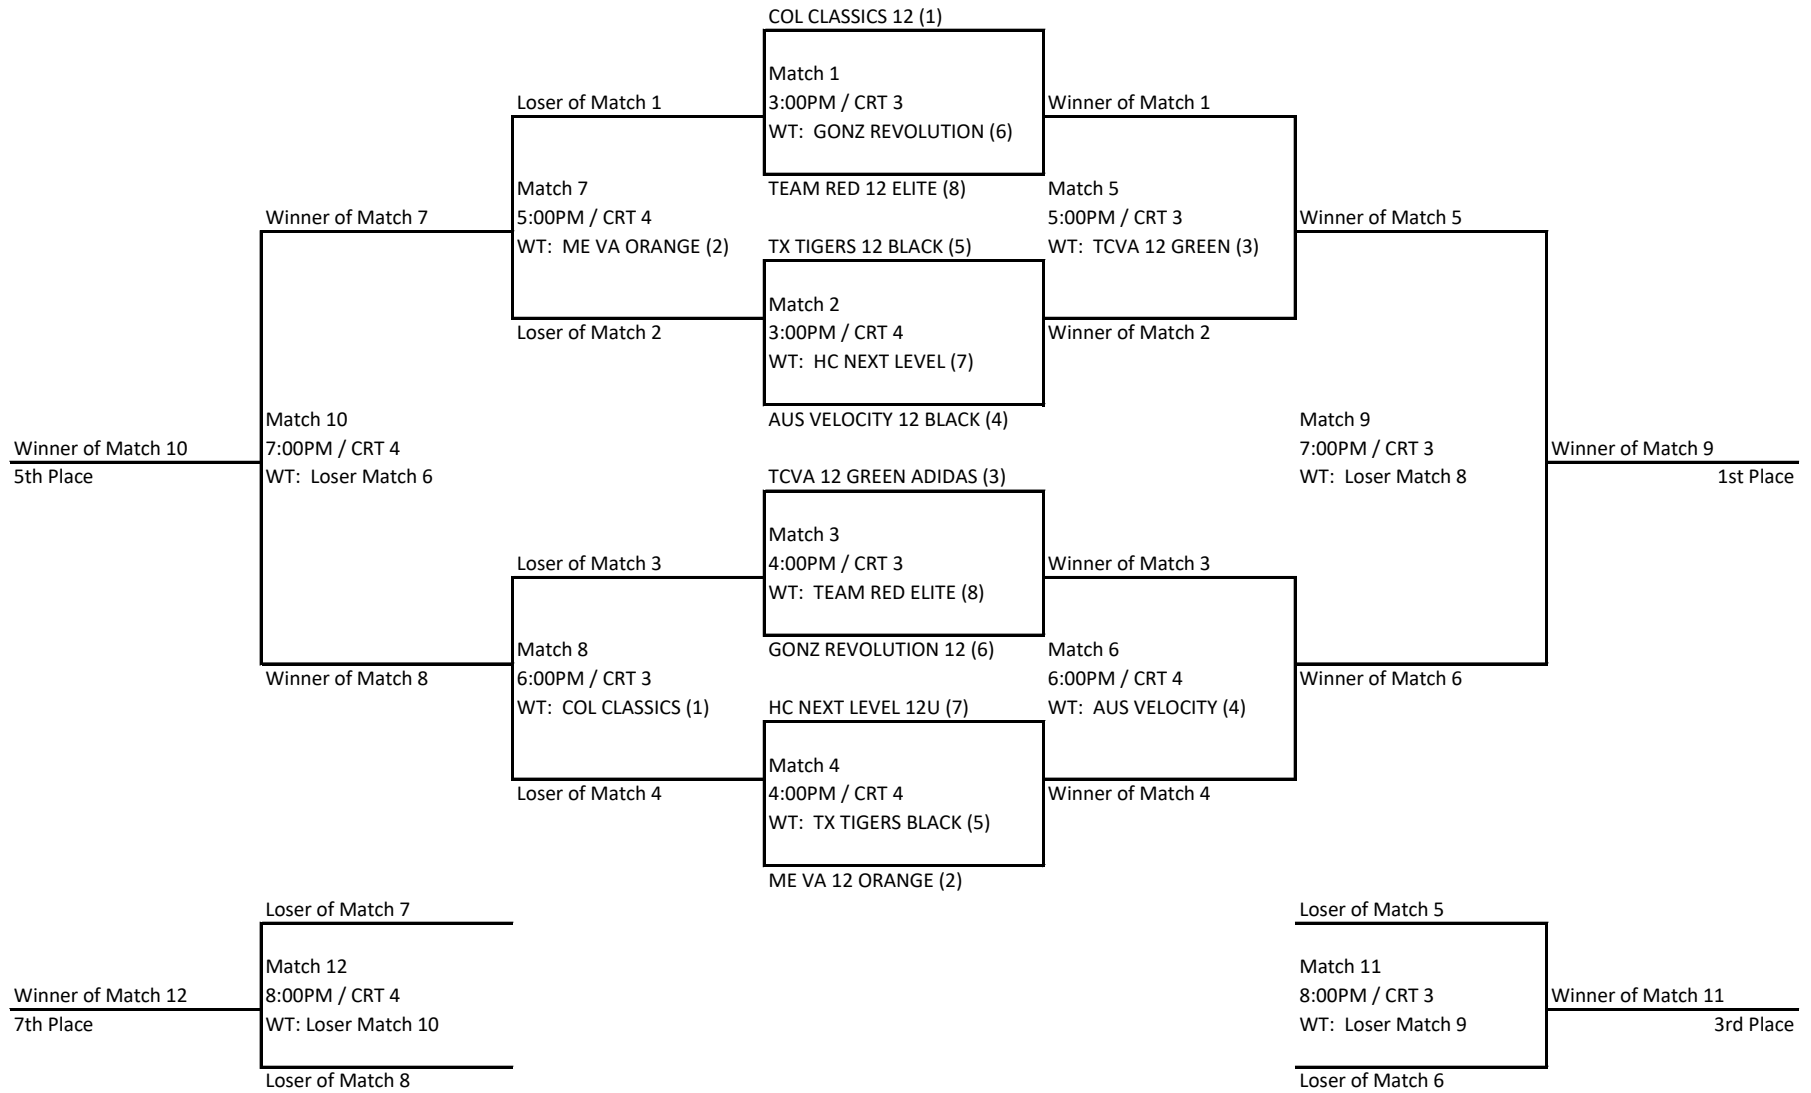 COL CLASSICS 12 (1)
Match 1
Loser of Match 1
3:00PM / CRT 3
Winner of Match 1
WT:  GONZ REVOLUTION (6)
Match 7
TEAM RED 12 ELITE (8)
Match 5
Winner of Match 7
5:00PM / CRT 4
5:00PM / CRT 3
Winner of Match 5
WT:  ME VA ORANGE (2)
TX TIGERS 12 BLACK (5)
WT:  TCVA 12 GREEN (3)
Match 2
Loser of Match 2
3:00PM / CRT 4
Winner of Match 2
WT:  HC NEXT LEVEL (7)
Match 10
AUS VELOCITY 12 BLACK (4)
Match 9
Winner of Match 10
7:00PM / CRT 4
7:00PM / CRT 3
Winner of Match 9
5th Place
WT:  Loser Match 6
TCVA 12 GREEN ADIDAS (3)
WT:  Loser Match 8
1st Place
Match 3
Loser of Match 3
4:00PM / CRT 3
Winner of Match 3
WT:  TEAM RED ELITE (8)
Match 8
GONZ REVOLUTION 12 (6)
Match 6
Winner of Match 8
6:00PM / CRT 3
6:00PM / CRT 4
Winner of Match 6
WT:  COL CLASSICS (1)
HC NEXT LEVEL 12U (7)
WT:  AUS VELOCITY (4)
Match 4
Loser of Match 4
4:00PM / CRT 4
Winner of Match 4
WT:  TX TIGERS BLACK (5)
ME VA 12 ORANGE (2)
Loser of Match 7
Loser of Match 5
Match 12
Match 11
Winner of Match 12
8:00PM / CRT 4
8:00PM / CRT 3
Winner of Match 11
7th Place
WT: Loser Match 10
WT:  Loser Match 9
3rd Place
Loser of Match 8
Loser of Match 6